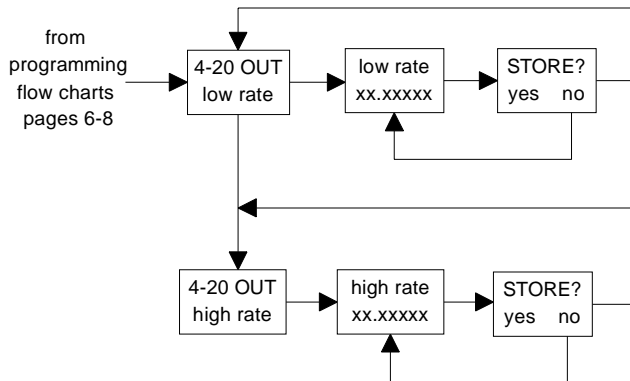 from
programming
flow charts
pages 6-8
4-20 OUT
low rate
low rate
xx.xxxxx
STORE?
yes no
4-20 OUT
high rate
high rate
xx.xxxxx
STORE?
yes no